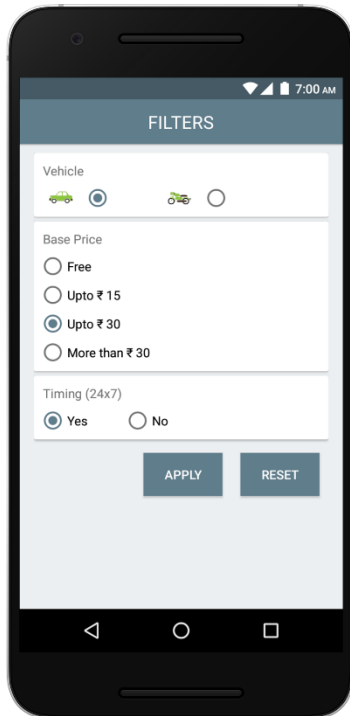 7:00 AM
FILTERS
Vehicle
Base Price
Free
Upto ₹ 15
Upto ₹ 30
More than ₹ 30
Timing (24x7)
Yes No
APPLY RESET